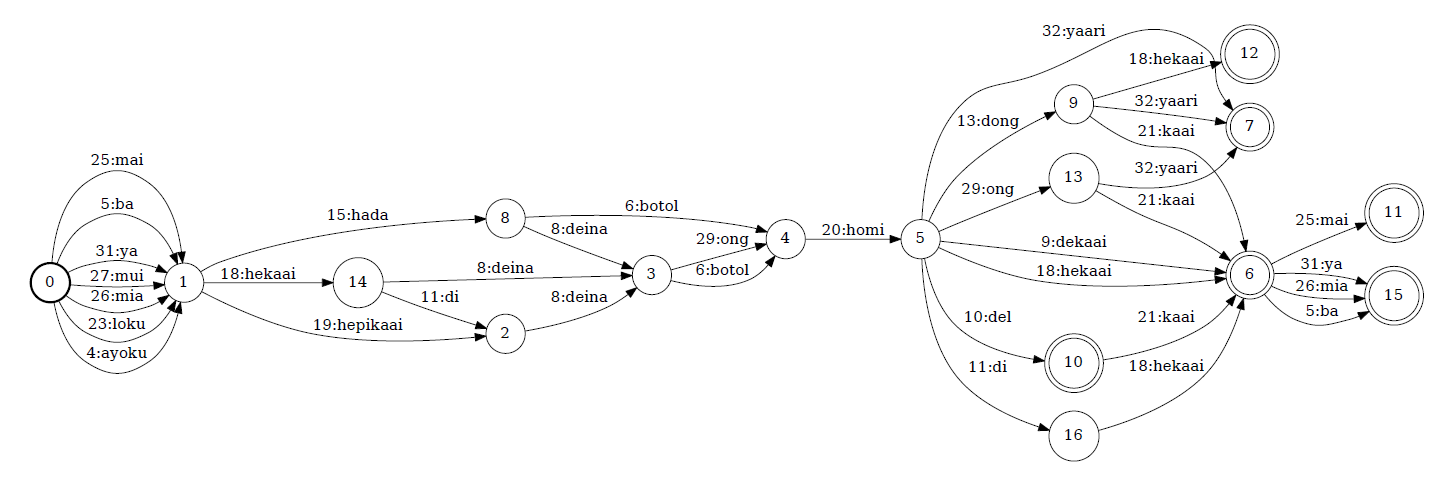 32:yaari
12
18:hekaai
9
32:yaari
7
13:dong
21:kaai
25:mai
32:yaari
13
29:ong
21:kaai
5:ba
15:hada
8
6:botol
25:mai
11
8:deina
29:ong
4
20:homi
5
9:dekaai
31:ya
27:mui
0
26:mia
1
18:hekaai
14
8:deina
3
6:botol
18:hekaai
6
31:ya
26:mia
15
5:ba
11:di
8:deina
23:loku
19:hepikaai
2
10:del
21:kaai
4:ayoku
10
11:di
18:hekaai
16